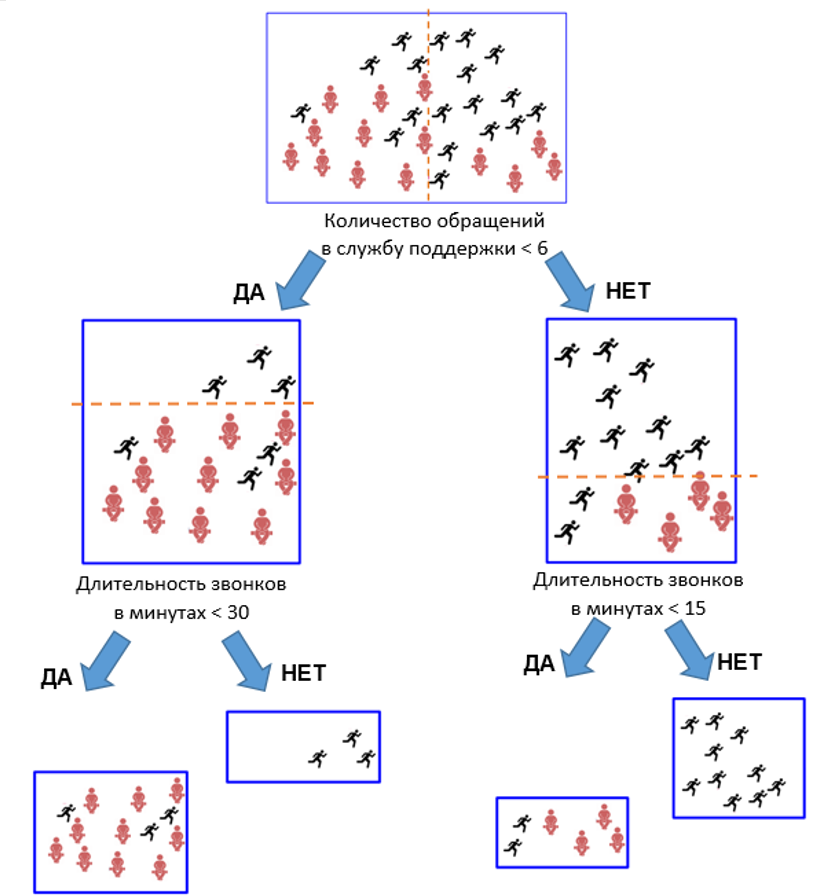 Количество обращений
в службу поддержки < 6
ДА
НЕТ
Длительность звонков
в минутах < 30
Длительность звонков
в минутах < 15
ДА
НЕТ
ДА
НЕТ